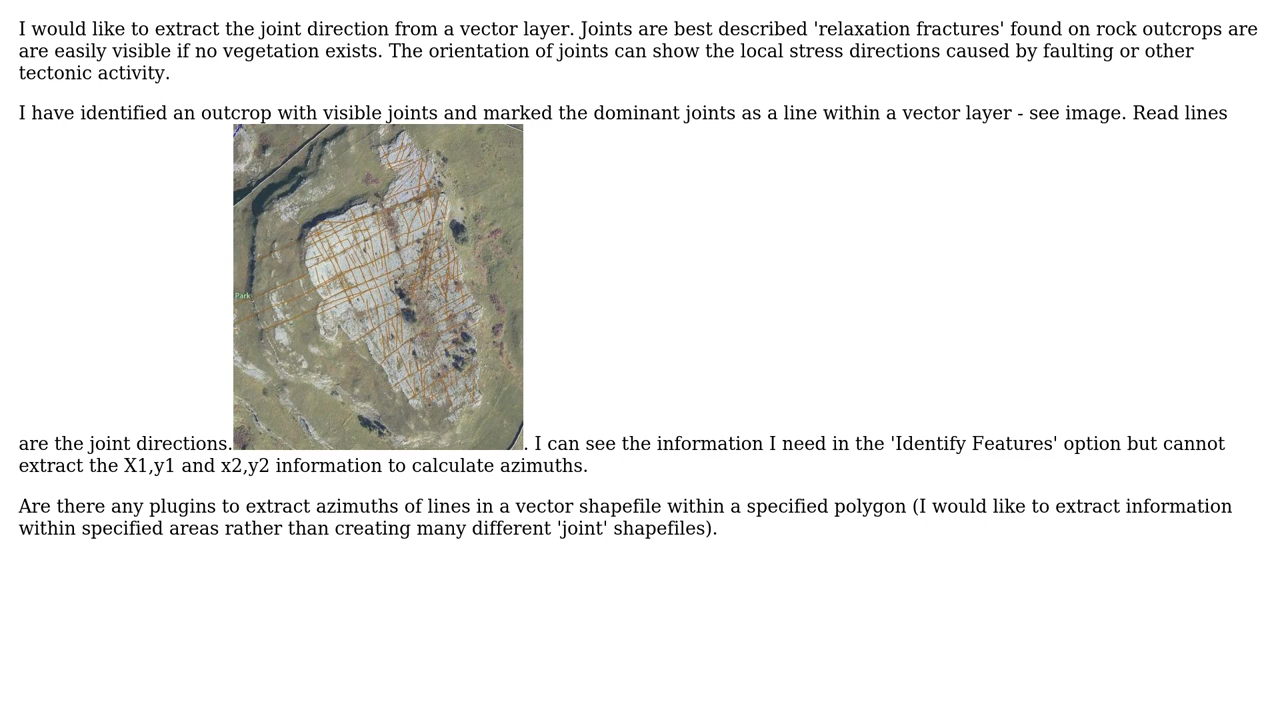 I would like to extract the joint direction from a vector layer. Joints are best described 'relaxation fractures' found on rock outcrops are
are easily visible if no vegetation exists. The orientation of joints can show the local stress directions caused by faulting or other
tectonic activity.
I have identified an outcrop with visible joints and marked the dominant joints as a line within a vector layer - see image. Read lines
Park
are the joint directions. . I can see the information I need in the 'Identify Features' option but cannot
extract the X1,y1 and x2,y2 information to calculate azimuths.
Are there any plugins to extract azimuths of lines in a vector shapefile within a specified polygon (I would like to extract information
within specified areas rather than creating many different 'joint' shapefiles).